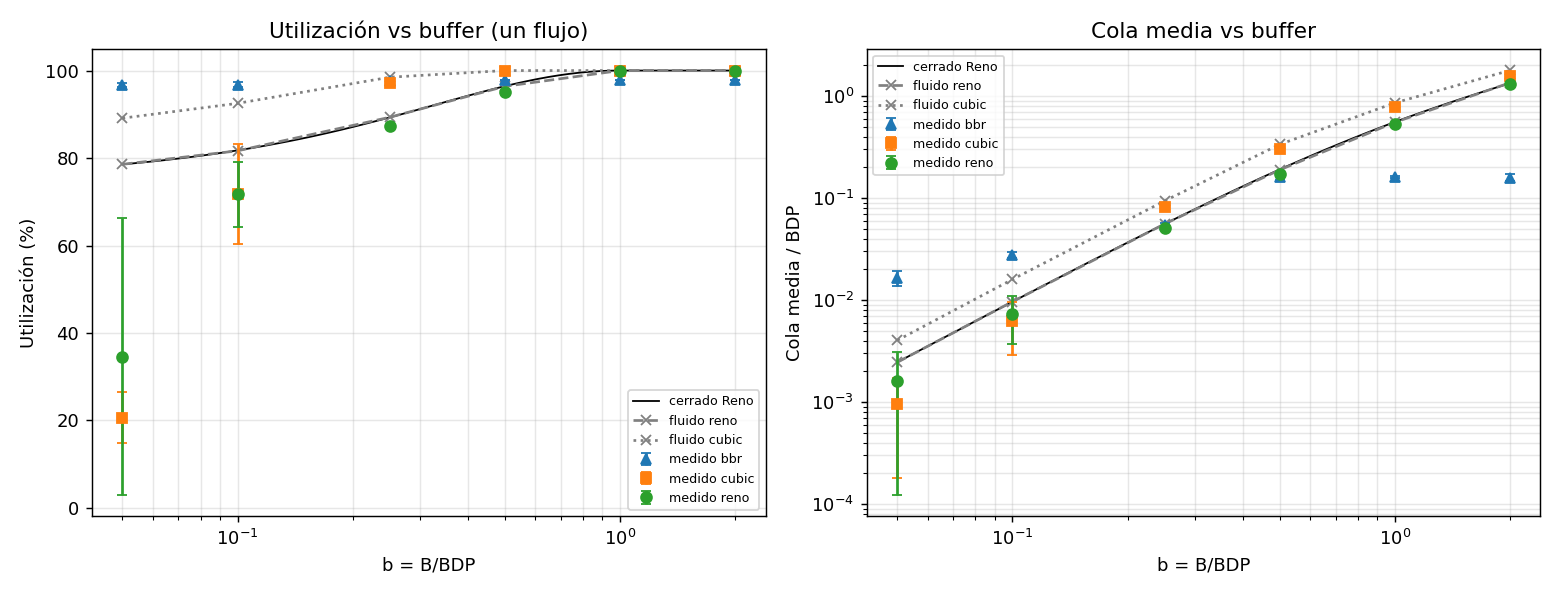 Utilización vs buffer (un flujo)
Utilización (%)
100
80
60
40
20
0
10⁻¹
10⁰
b = B/BDP
cerrado Reno
fluido reno
fluido cubic
medido bbr
medido cubic
medido reno
Cola media vs buffer
Cola media / BDP
10⁰
10⁻¹
10⁻²
10⁻³
10⁻⁴
10⁻¹
10⁰
b = B/BDP
cerrado Reno
fluido reno
fluido cubic
medido bbr
medido cubic
medido reno